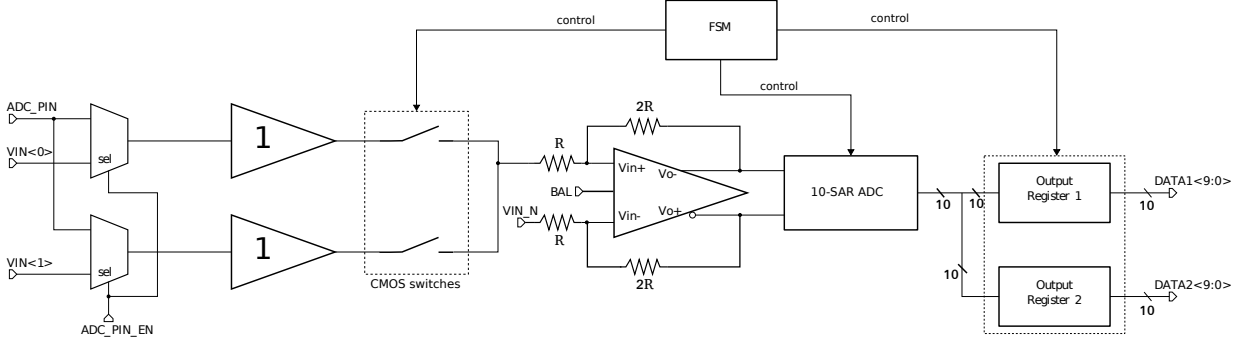 control
FSM
control
control
ADC_PIN
VIN<0>
sel
1
2R
R
Vin+
Vo-
BAL
10-SAR ADC
10
10
Output
Register 1
10
DATA1<9:0>
VIN_N
R
Vin-
Vo+
VIN<1>
sel
1
CMOS switches
2R
10
Output
Register 2
10
DATA2<9:0>
ADC_PIN_EN